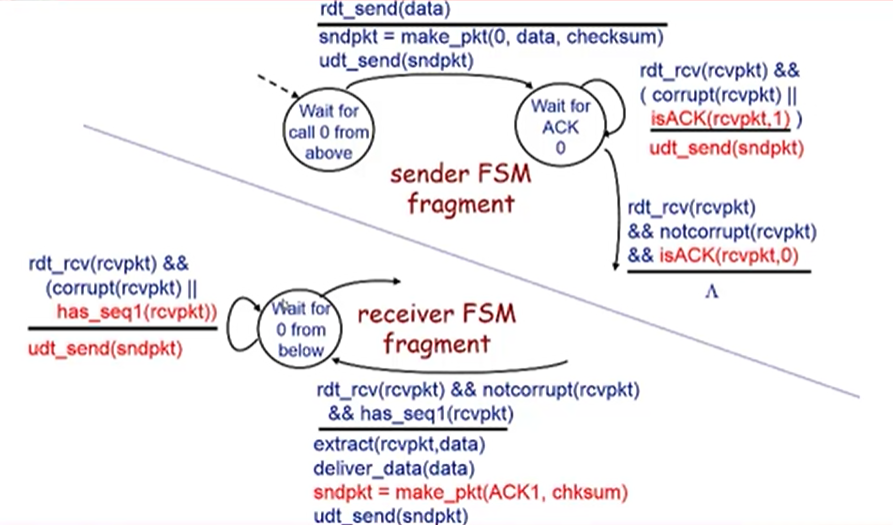 rdt_send(data)
sndpkt = make_pkt(0, data, checksum)
udt_send(sndpkt)
Wait for
call 0 from
above
Wait for
ACK
0
rdt_rcv(rcvpkt) &&
( corrupt(rcvpkt) ||
isACK(rcvpkt,1) )
udt_send(sndpkt)
sender FSM
fragment
rdt_rcv(rcvpkt)
&& notcorrupt(rcvpkt)
&& isACK(rcvpkt,0)
Λ
rdt_rcv(rcvpkt) &&
(corrupt(rcvpkt) ||
has_seq1(rcvpkt))
udt_send(sndpkt)
Wait for
0 from
below
receiver FSM
fragment
rdt_rcv(rcvpkt) && notcorrupt(rcvpkt)
&& has_seq1(rcvpkt)
extract(rcvpkt,data)
deliver_data(data)
sndpkt = make_pkt(ACK1, chksum)
udt_send(sndpkt)